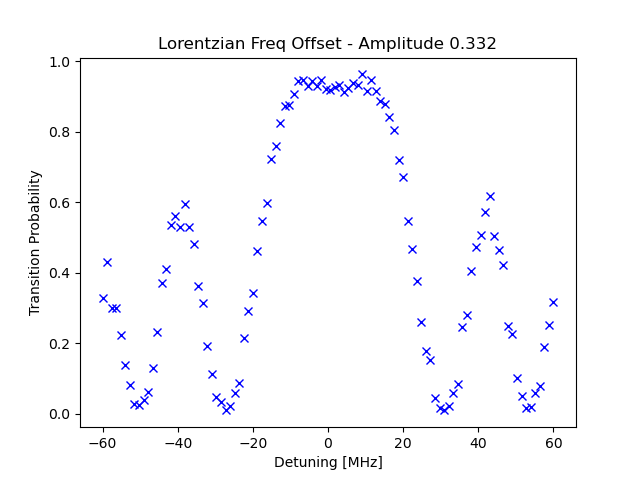 Lorentzian Freq Offset - Amplitude 0.332
1.0
0.8
0.6
0.4
0.2
0.0
Transition Probability
−60 −40 −20 0 20 40 60
Detuning [MHz]